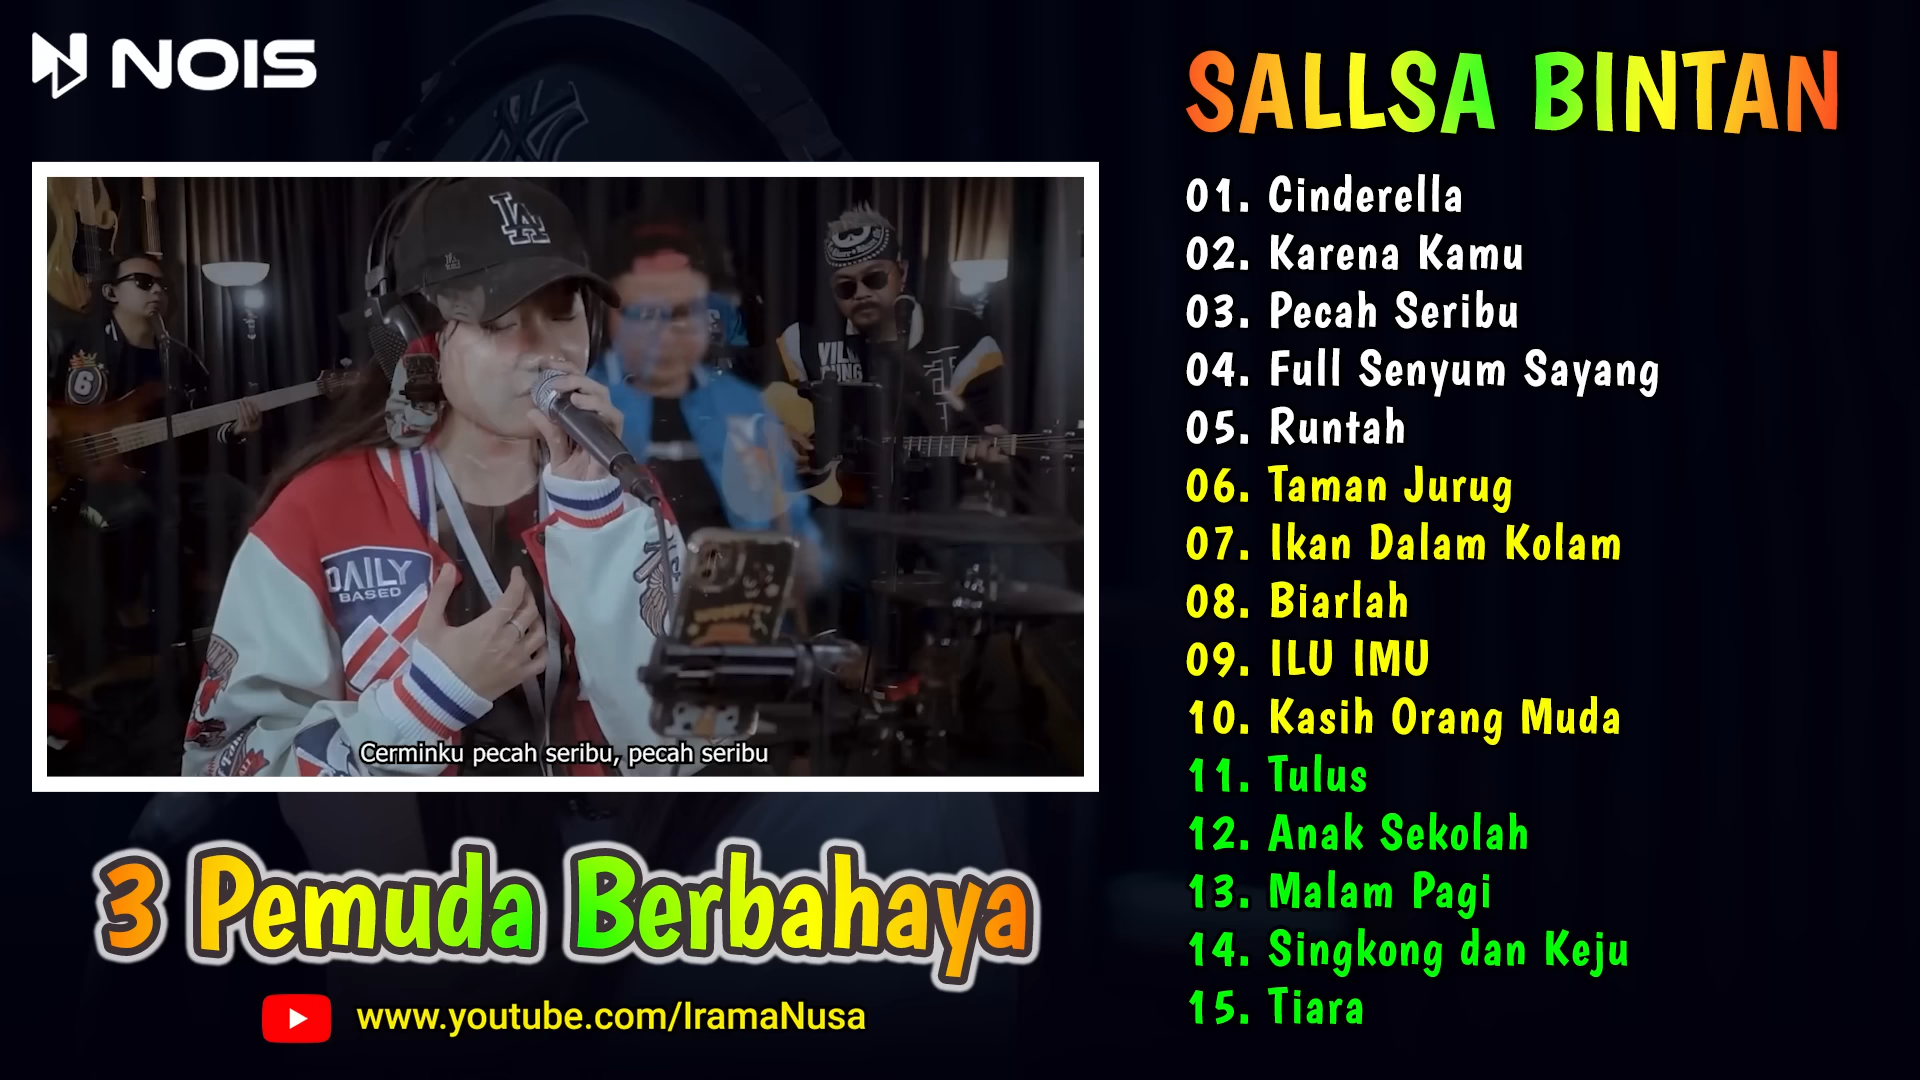 NOIS
SALLSA BINTAN
01. Cinderella
02. Karena Kamu
03. Pecah Seribu
04. Full Senyum Sayang
05. Runtah
06. Taman Jurug
07. Ikan Dalam Kolam
08. Biarlah
09. ILU IMU
10. Kasih Orang Muda
11. Tulus
12. Anak Sekolah
13. Malam Pagi
14. Singkong dan Keju
15. Tiara
LA
6
DAILY
BASED
Cerminku pecah seribu, pecah seribu
3 Pemuda Berbahaya
www.youtube.com/IramaNusa